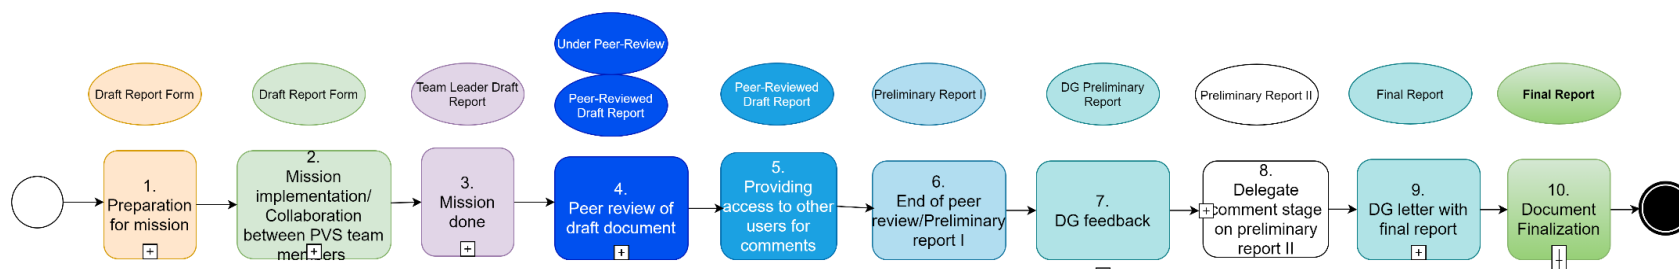 Under Peer-Review
Draft Report Form
Draft Report Form
Team Leader Draft
Report
Peer-Reviewed
Draft Report
Peer-Reviewed
Draft Report
Preliminary Report I
DG Preliminary
Report
Preliminary Report II
Final Report
Final Report
1.
Preparation
for mission
2.
Mission
implementation/
Collaboration
between PVS team
members
3.
Mission
done
4.
Peer review of
draft document
5.
Providing
access to other
users for
comments
6.
End of peer
review/Preliminary
report I
7.
DG feedback
8.
Delegate
comment stage
on preliminary
report II
9.
DG letter with
final report
10.
Document
Finalization